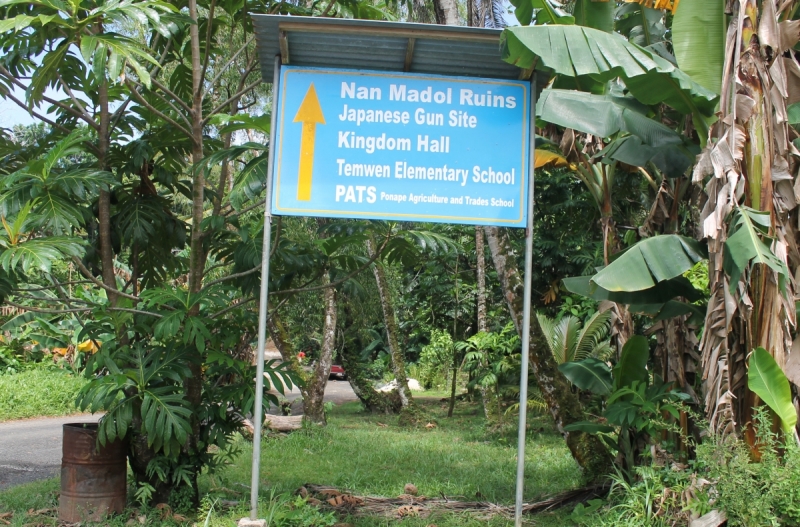 Nan Madol Ruins
Japanese Gun Site
Kingdom Hall
Temwen Elementary School
PATS Ponape Agriculture and Trades School